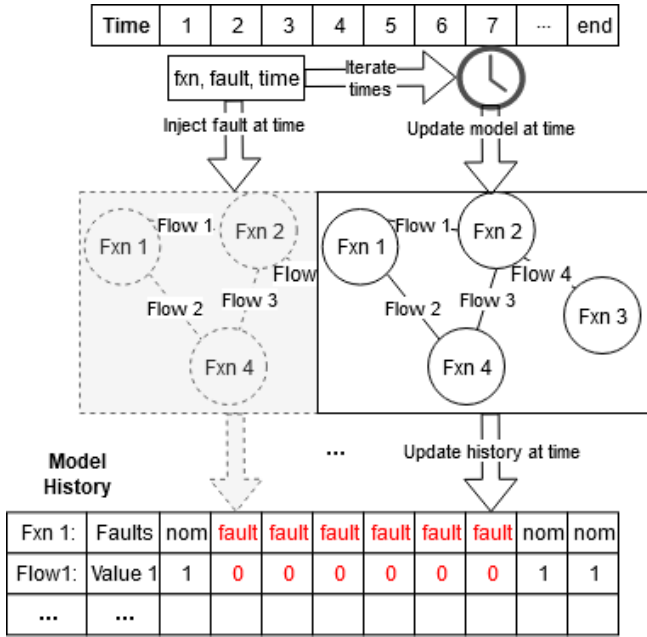 Time 1 2 3 4 5 6 7 ... end
fxn, fault, time
Iterate
times
Inject fault at time
Update model at time
Fxn 1
Flow 1
Fxn 2
Flow
Flow 2
Flow 3
Fxn 4
Fxn 1
Flow 1
Fxn 2
Flow 4
Flow 2
Flow 3
Fxn 3
Fxn 4
...
Update history at time
Model
History
Fxn 1: Faults nom fault fault fault fault fault fault nom nom
Flow1: Value 1 1 0 0 0 0 0 0 1 1
... ...